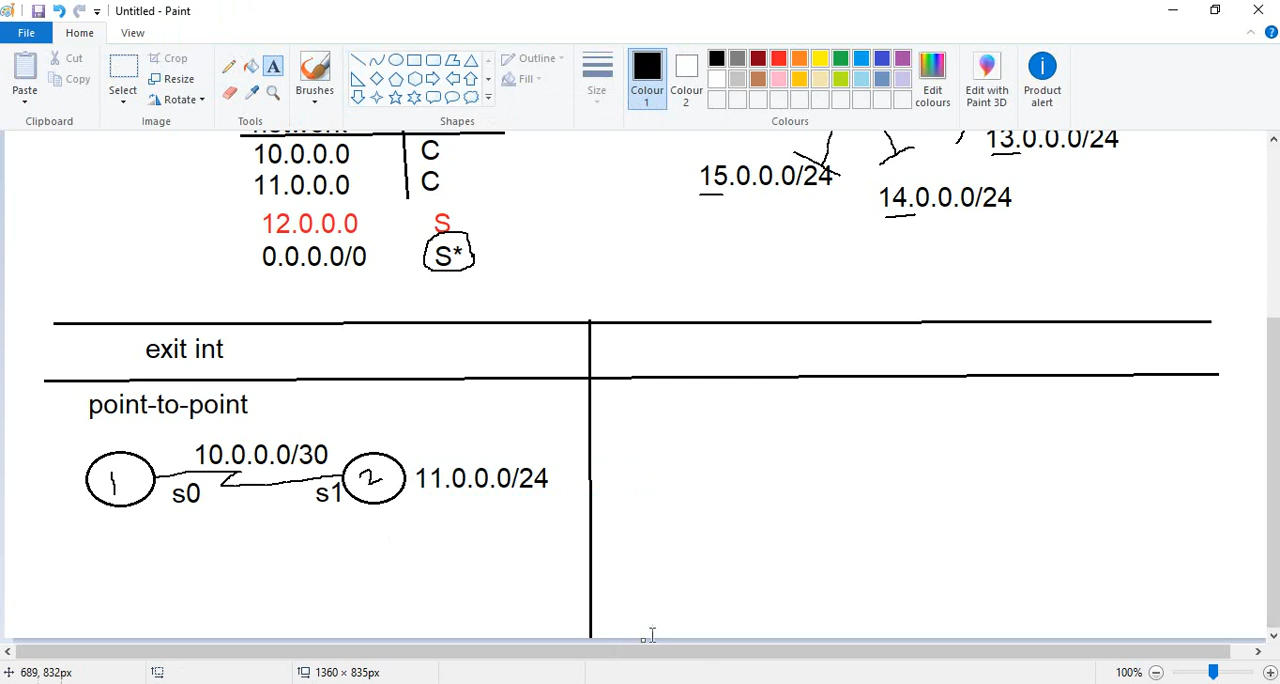 Untitled - Paint
File Home View
Paste
Cut
Copy
Clipboard
Select
Crop
Resize
Rotate
Image
A
Tools
Brushes
Outline
Fill
Shapes
Size
Colour 1
Colour 2
Edit colours
Edit with Paint 3D
Product alert
Colours
network
10.0.0.0 C
11.0.0.0 C
12.0.0.0 S
0.0.0.0/0 S*
13.0.0.0/24
15.0.0.0/24
14.0.0.0/24
exit int
point-to-point
10.0.0.0/30
1 2 11.0.0.0/24
s0 s1
689, 832px
1360 × 835px
100%